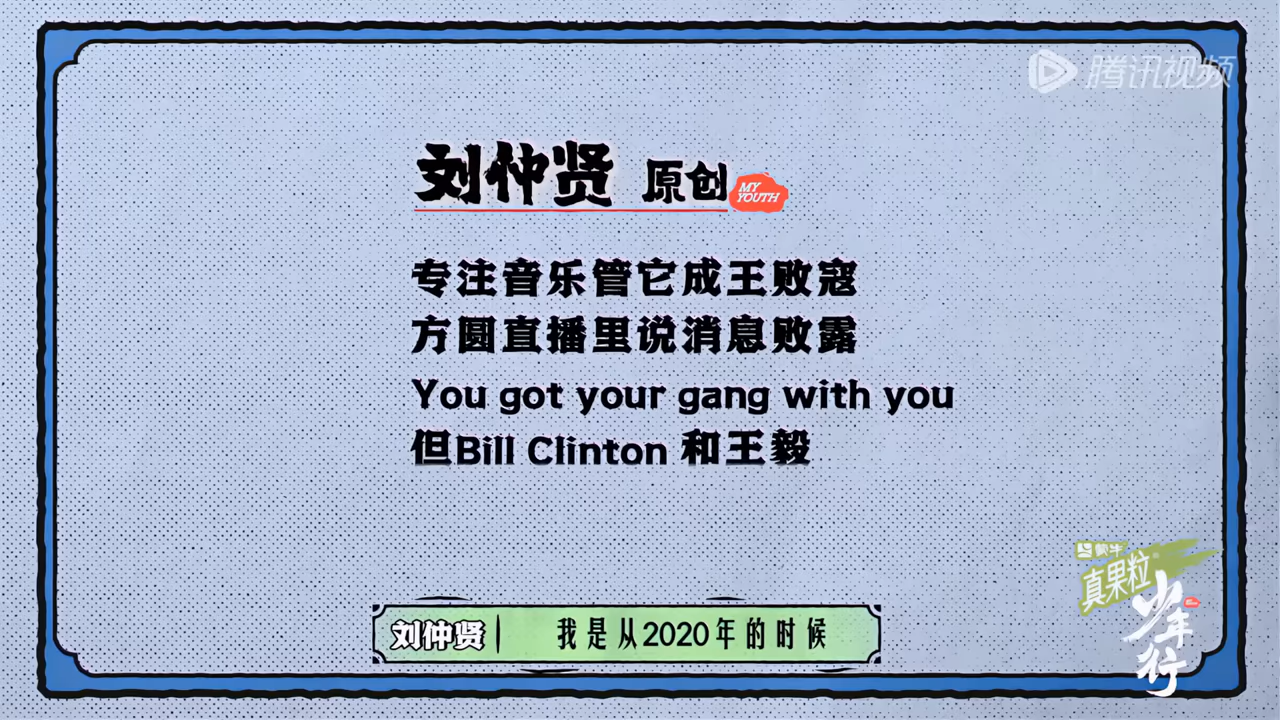 腾讯视频
刘仲贤 原创
MY YOUTH
专注音乐管它成王败寇
方圆直播里说消息败露
You got your gang with you
但Bill Clinton 和王毅
蒙牛
真果粒
少年行
刘仲贤 | 我是从2020年的时候